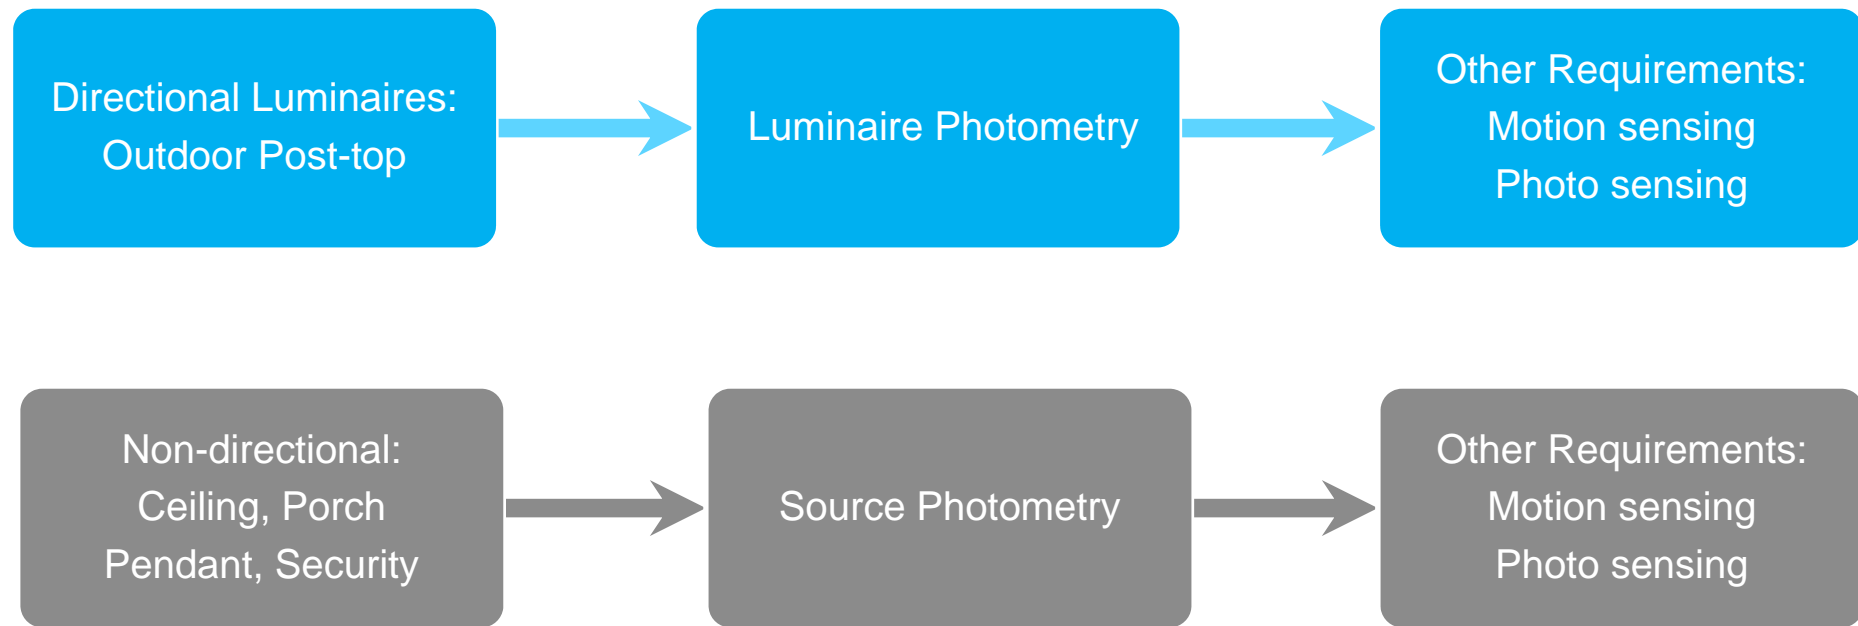 Directional Luminaires:
Outdoor Post-top
Luminaire Photometry
Other Requirements:
Motion sensing
Photo sensing
Non-directional:
Ceiling, Porch
Pendant, Security
Source Photometry
Other Requirements:
Motion sensing
Photo sensing